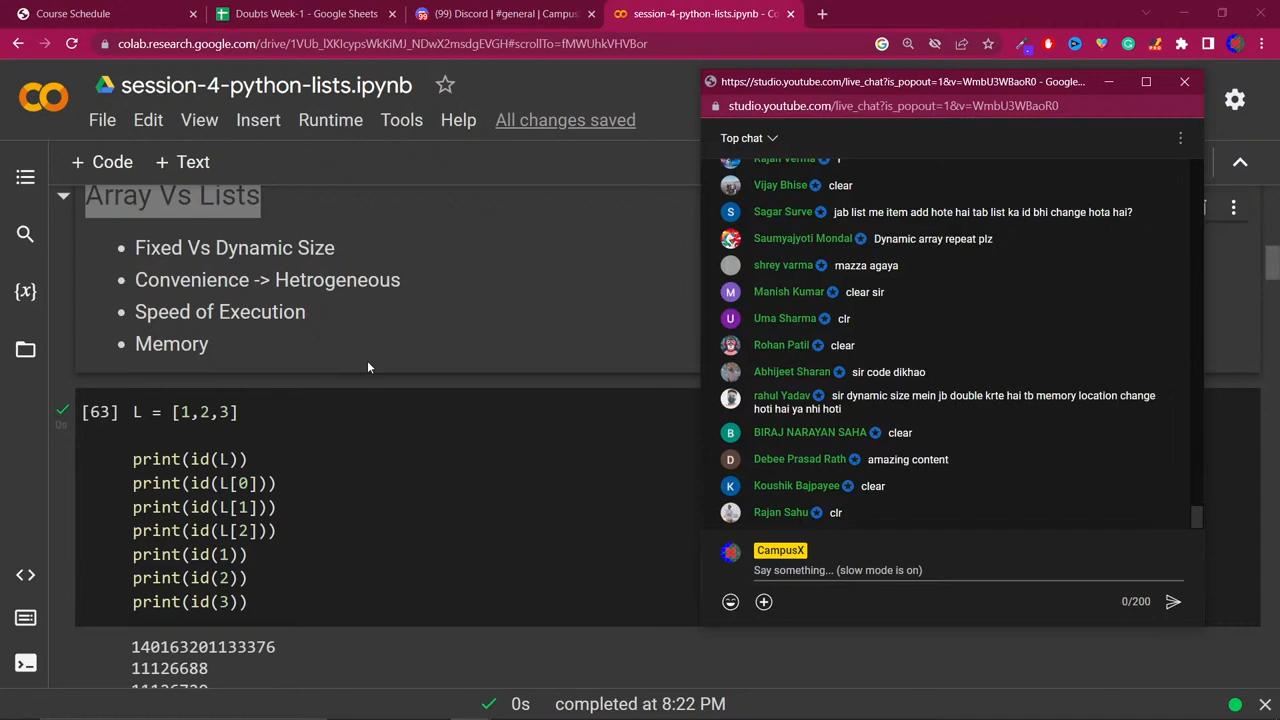 Course Schedule
Doubts Week-1 - Google Sheets
(99) Discord | #general | Campus
session-4-python-lists.ipynb - Co
colab.research.google.com/drive/1VUb_lXKIcypsWkKiMJ_NDwX2msdgEVGH#scrollTo=fMWUhkVHVBor
session-4-python-lists.ipynb
File Edit View Insert Runtime Tools Help All changes saved
+ Code + Text
Array Vs Lists
Fixed Vs Dynamic Size
Convenience -> Hetrogeneous
Speed of Execution
Memory
[63] L = [1,2,3]
0s
print(id(L))
print(id(L[0]))
print(id(L[1]))
print(id(L[2]))
print(id(1))
print(id(2))
print(id(3))
140163201133376
11126688
https://studio.youtube.com/live_chat?is_popout=1&v=WmbU3WBaoR0 - Google...
studio.youtube.com/live_chat?is_popout=1&v=WmbU3WBaoR0
Top chat
Rajan Verma
Vijay Bhise clear
S Sagar Surve jab list me item add hote hai tab list ka id bhi change hota hai?
Saumyajyoti Mondal Dynamic array repeat plz
shrey varma mazza agaya
M Manish Kumar clear sir
U Uma Sharma clr
Rohan Patil clear
Abhijeet Sharan sir code dikhao
rahul Yadav sir dynamic size mein jb double krte hai tb memory location change
hoti hai ya nhi hoti
B BIRAJ NARAYAN SAHA clear
D Debee Prasad Rath amazing content
K Koushik Bajpayee clear
Rajan Sahu clr
CampusX
Say something... (slow mode is on)
0/200
0s completed at 8:22 PM